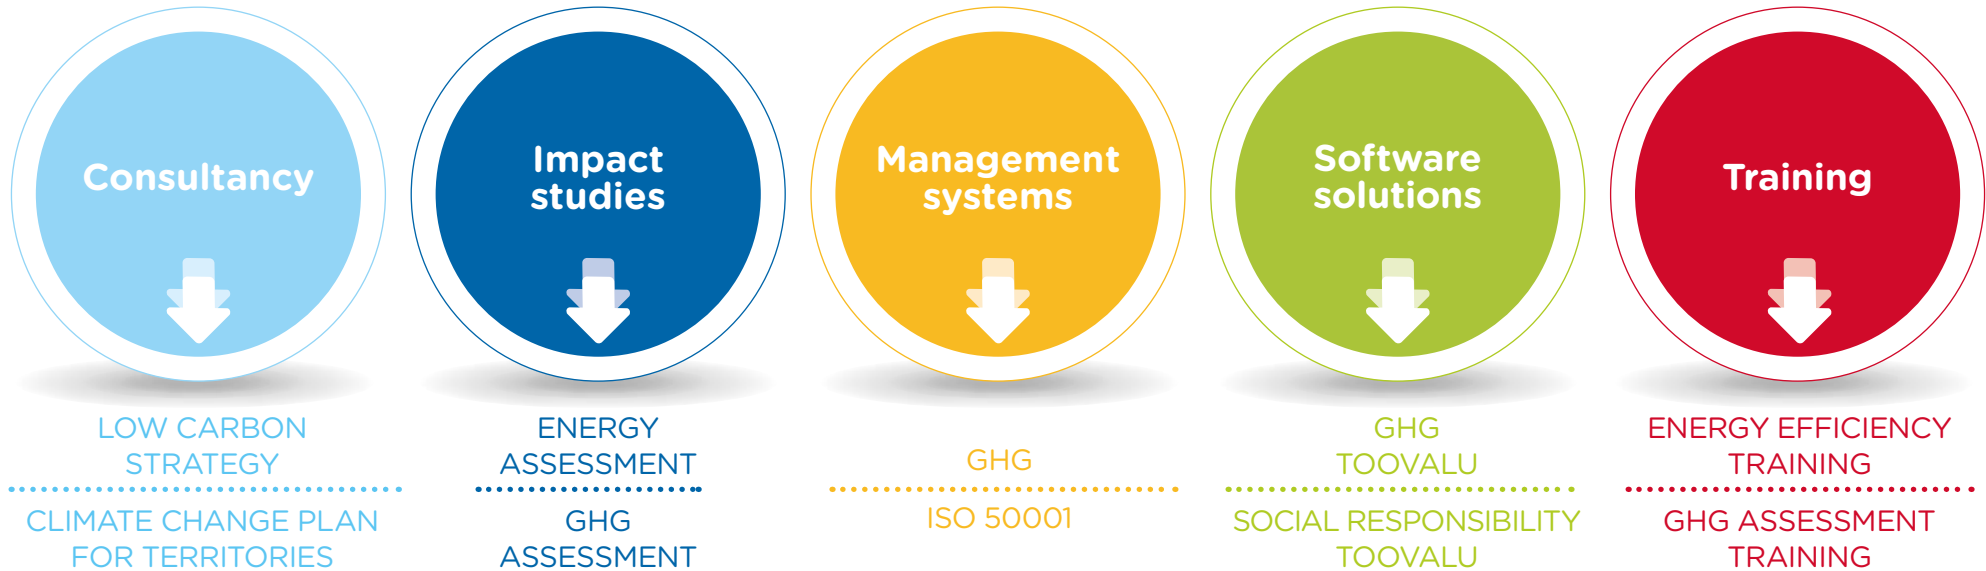 Consultancy
LOW CARBON
STRATEGY
CLIMATE CHANGE PLAN
FOR TERRITORIES
Impact
studies
ENERGY
ASSESSMENT
GHG
ASSESSMENT
Management
systems
GHG
ISO 50001
Software
solutions
GHG
TOOVALU
SOCIAL RESPONSIBILITY
TOOVALU
Training
ENERGY EFFICIENCY
TRAINING
GHG ASSESSMENT
TRAINING